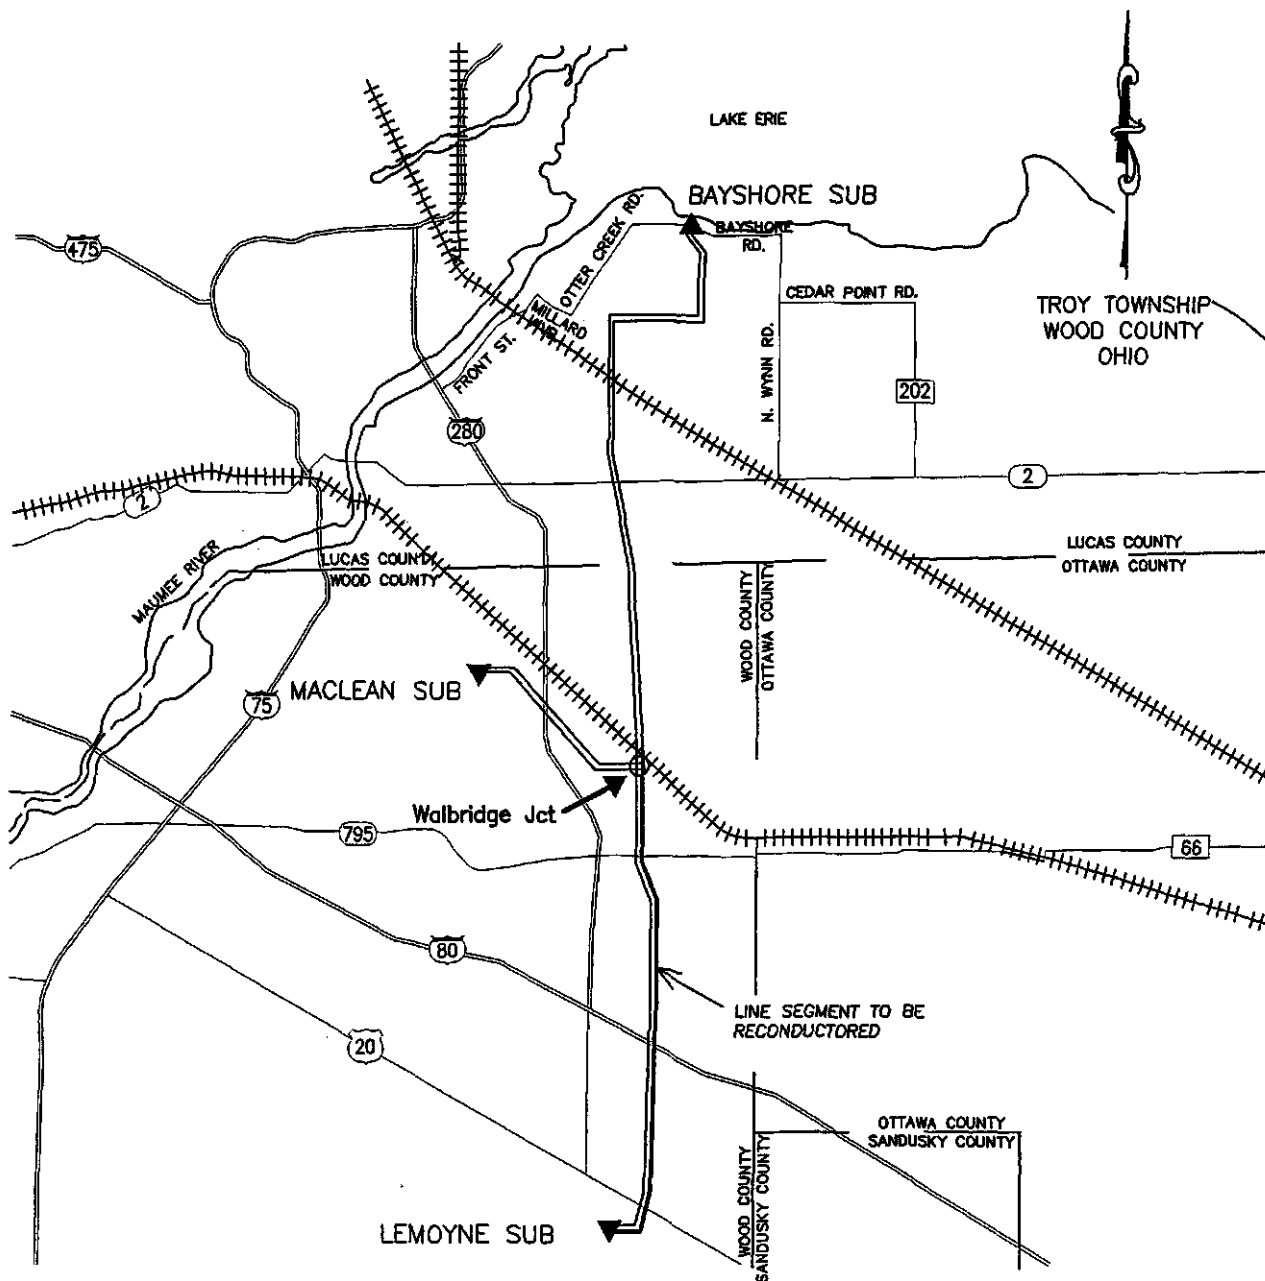 LAKE ERIE
BAYSHORE SUB
BAYSHORE
RD.
OTTER CREEK RD.
475
CEDAR POINT RD.
TROY TOWNSHIP
WOOD COUNTY
OHIO
MILLARD
FRONT ST.
N. WYNN RD.
202
280
2
2
MAUMEE RIVER
LUCAS COUNTY
WOOD COUNTY
LUCAS COUNTY
OTTAWA COUNTY
WOOD COUNTY
OTTAWA COUNTY
MACLEAN SUB
75
Walbridge Jct
795
66
80
LINE SEGMENT TO BE
RECONDUCTORED
20
OTTAWA COUNTY
SANDUSKY COUNTY
WOOD COUNTY
SANDUSKY COUNTY
LEMOYNE SUB